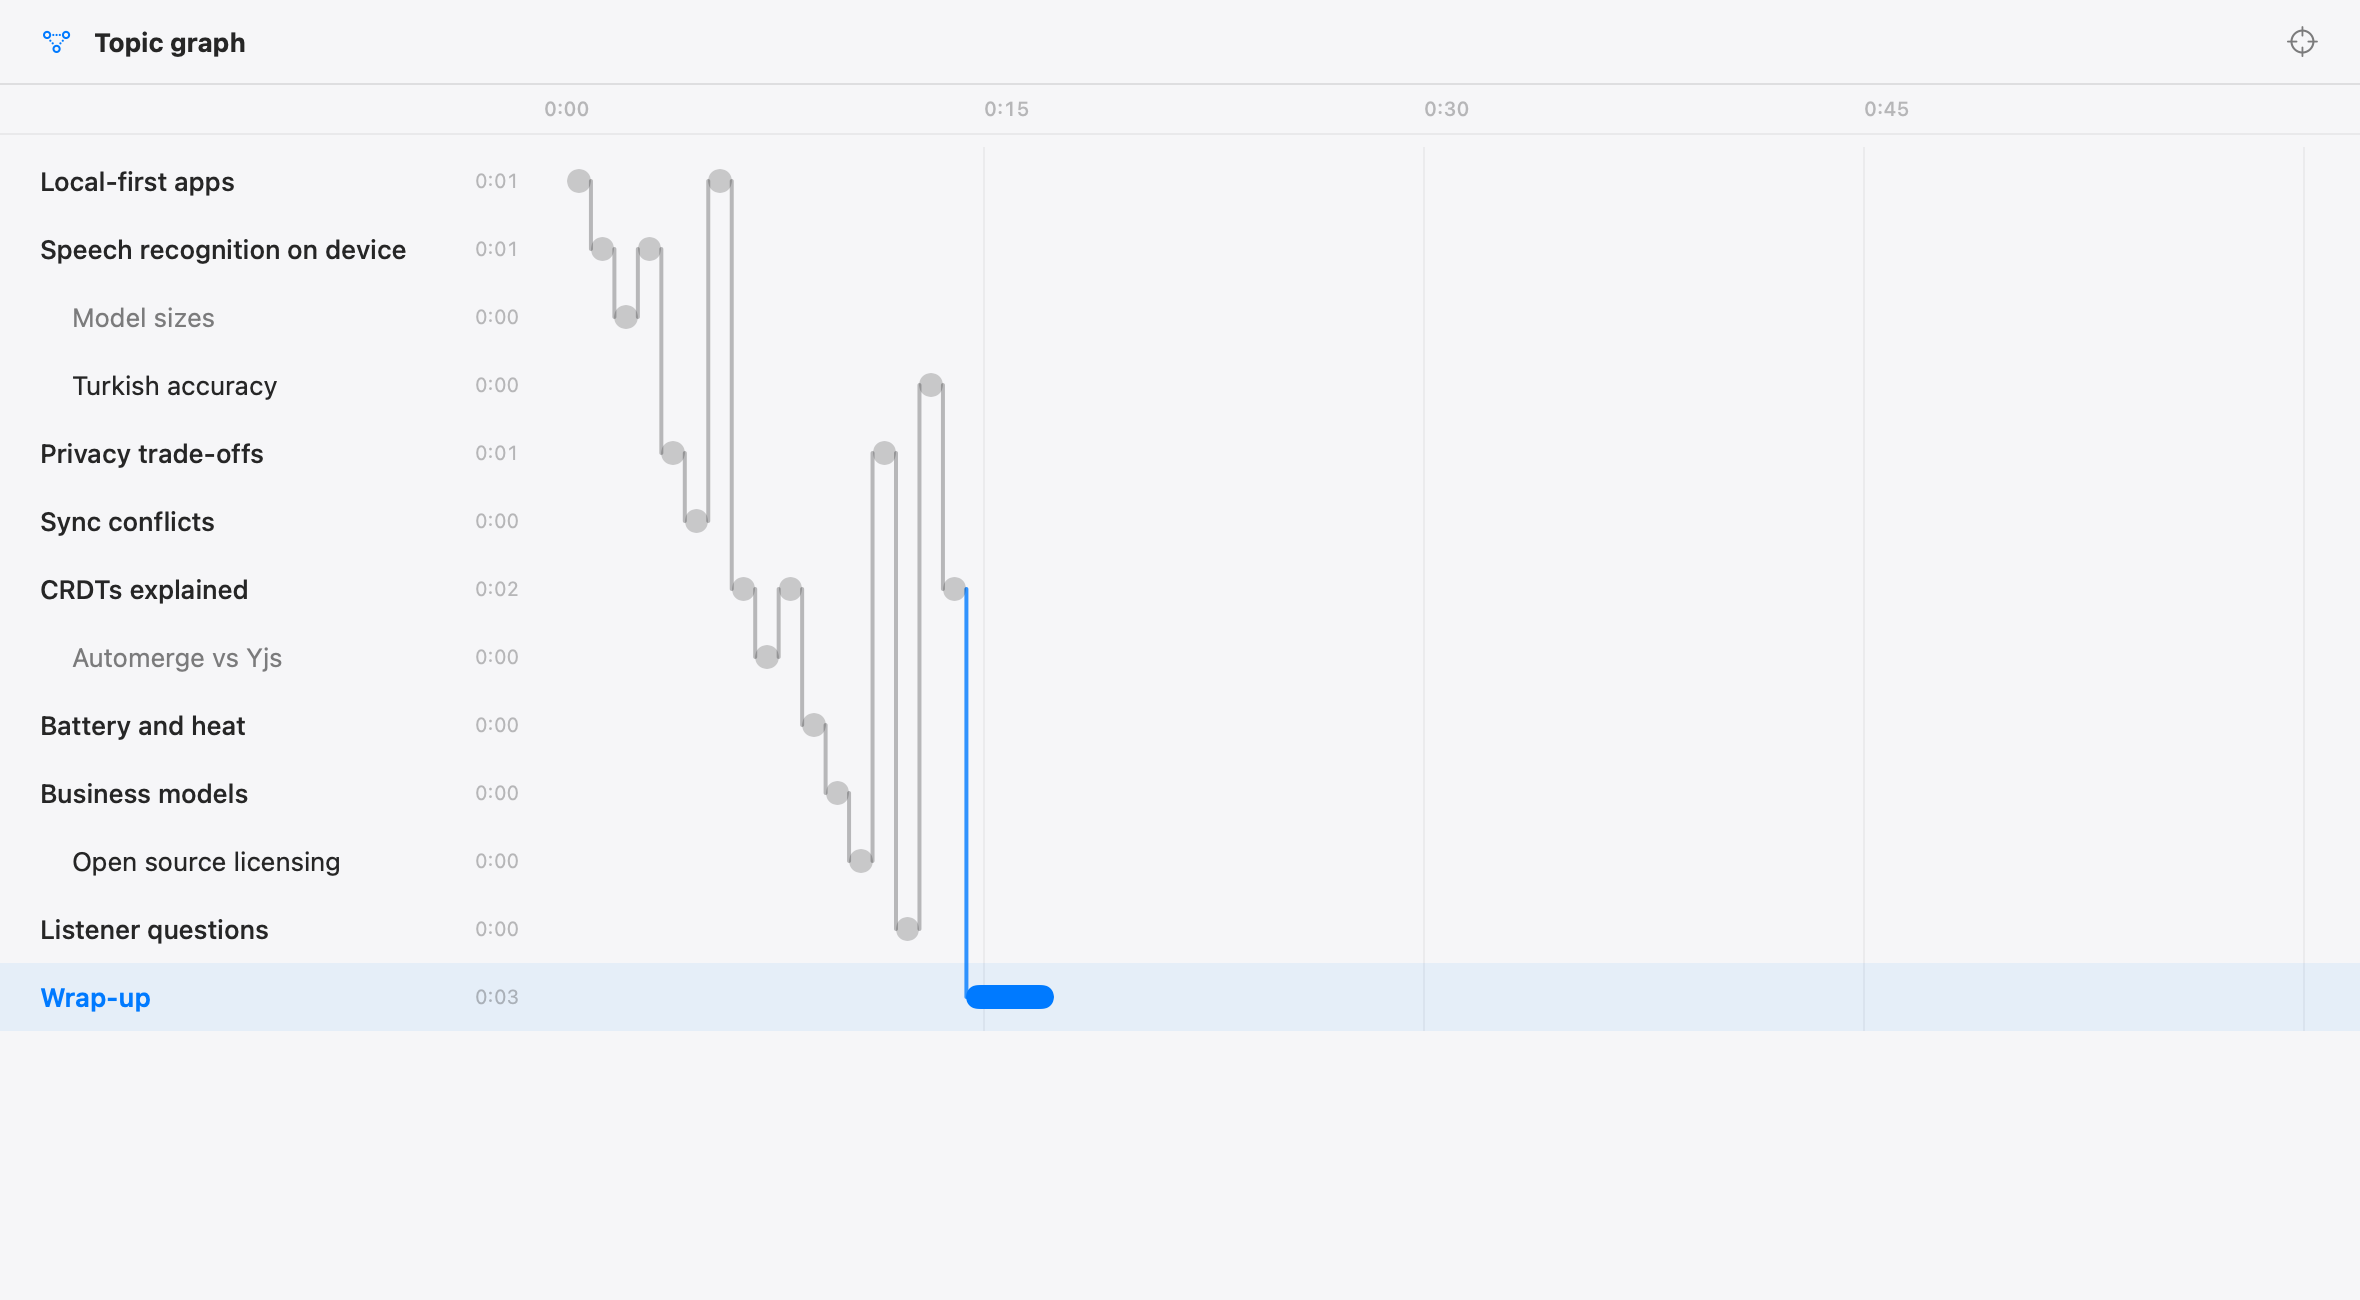 Topic graph
0:00 0:15 0:30 0:45
Local-first apps 0:01
Speech recognition on device 0:01
Model sizes 0:00
Turkish accuracy 0:00
Privacy trade-offs 0:01
Sync conflicts 0:00
CRDTs explained 0:02
Automerge vs Yjs 0:00
Battery and heat 0:00
Business models 0:00
Open source licensing 0:00
Listener questions 0:00
Wrap-up 0:03